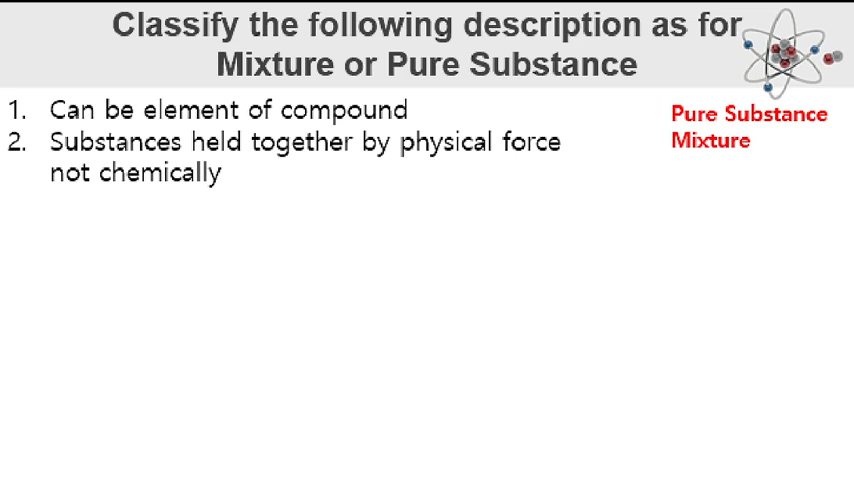 Classify the following description as for
Mixture or Pure Substance
1. Can be element of compound
Pure Substance
2. Substances held together by physical force
Mixture
not chemically